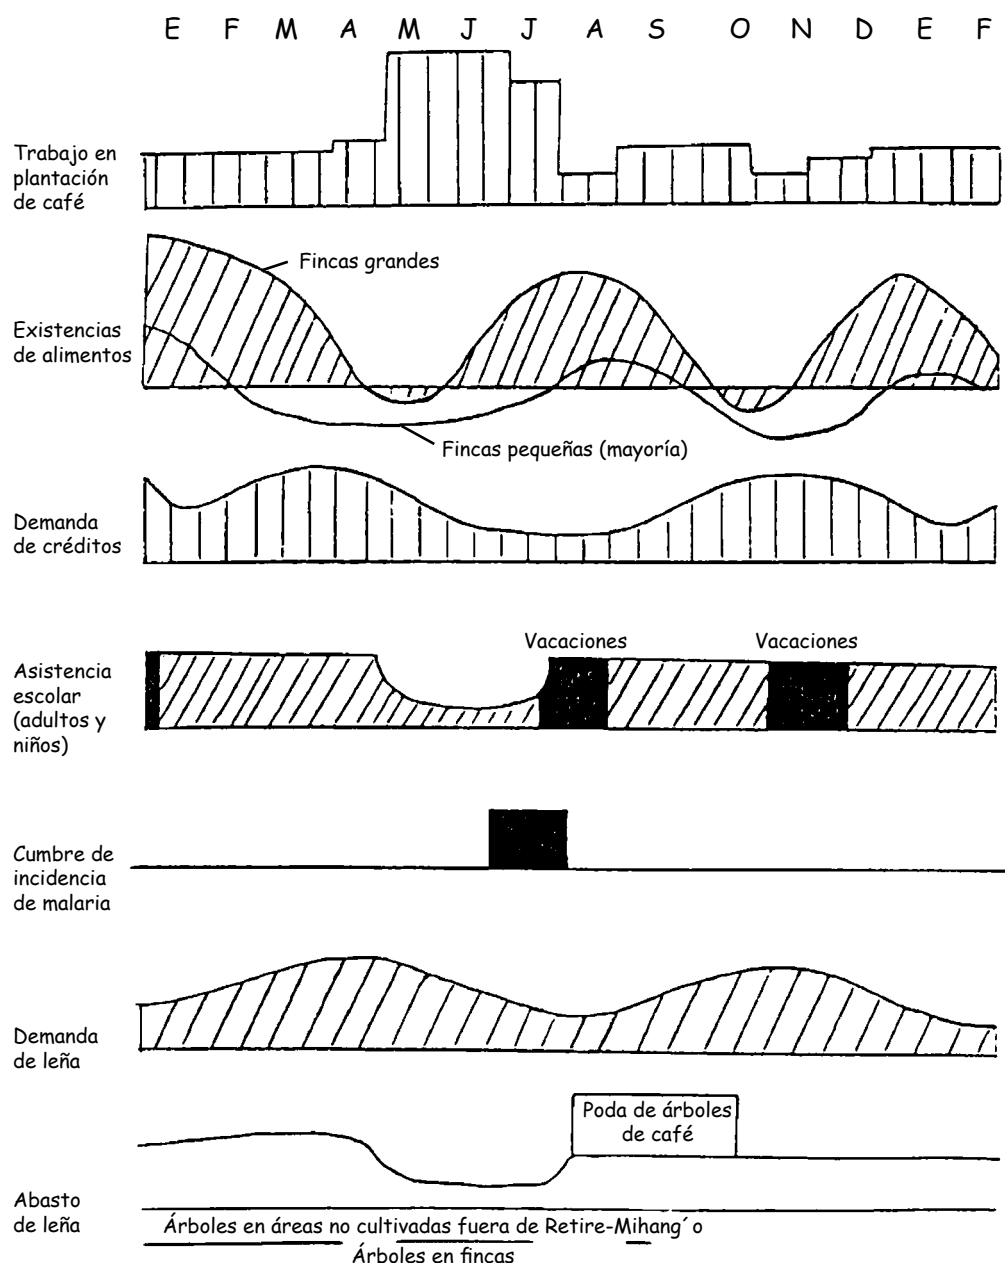 E F M A M J J A S O N D E F
Trabajo en
plantación
de café
Fincas grandes
Existencias
de alimentos
Fincas pequeñas (mayoría)
Demanda
de créditos
Vacaciones Vacaciones
Asistencia
escolar
(adultos y
niños)
Cumbre de
incidencia
de malaria
Demanda
de leña
Poda de árboles
de café
Abasto
de leña
Árboles en áreas no cultivadas fuera de Retire-Mihang´o
Árboles en fincas